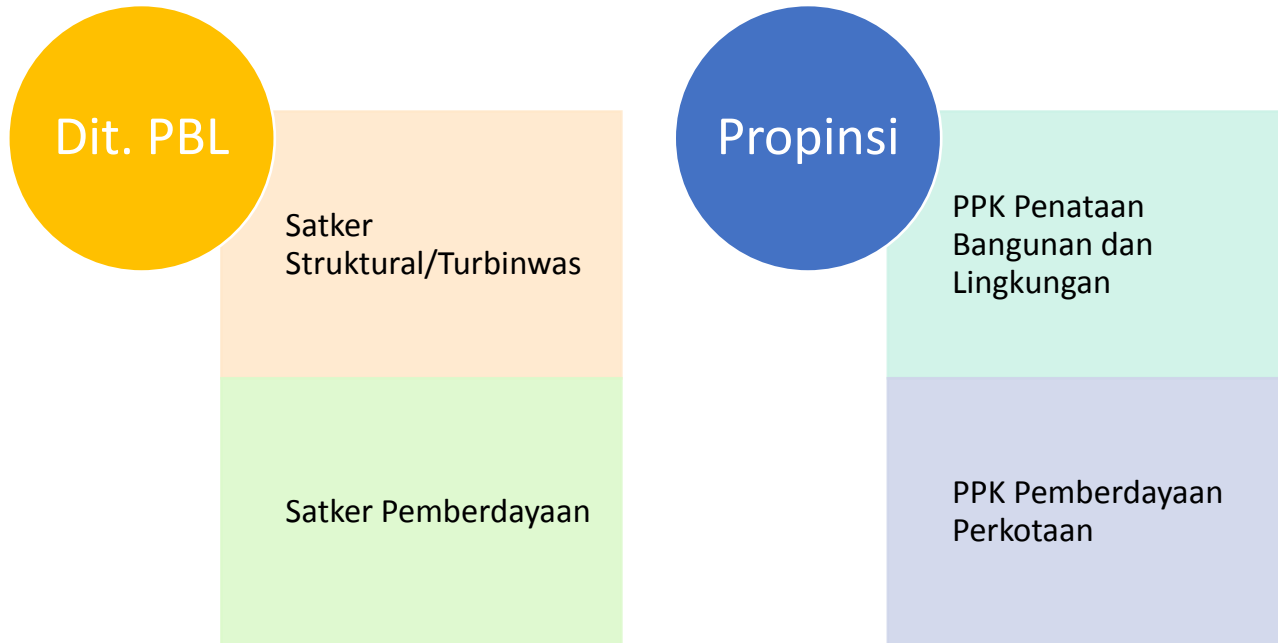 Dit. PBL
Satker
Struktural/Turbinwas
Satker Pemberdayaan
Propinsi
PPK Penataan
Bangunan dan
Lingkungan
PPK Pemberdayaan
Perkotaan